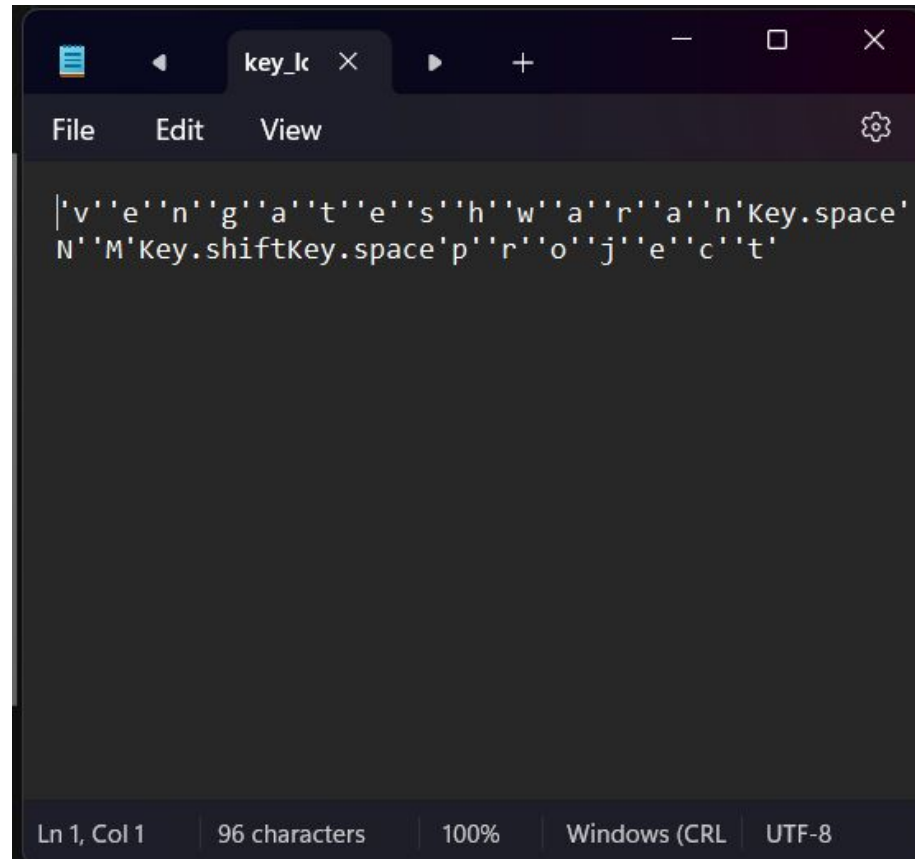 key_lo
File Edit View
'v''e''n''g''a''t''e''s''h''w''a''r''a''n'Key.space'
N''M'Key.shiftKey.space'p''r''o''j''e''c''t'
Ln 1, Col 1 96 characters 100% Windows (CRL UTF-8